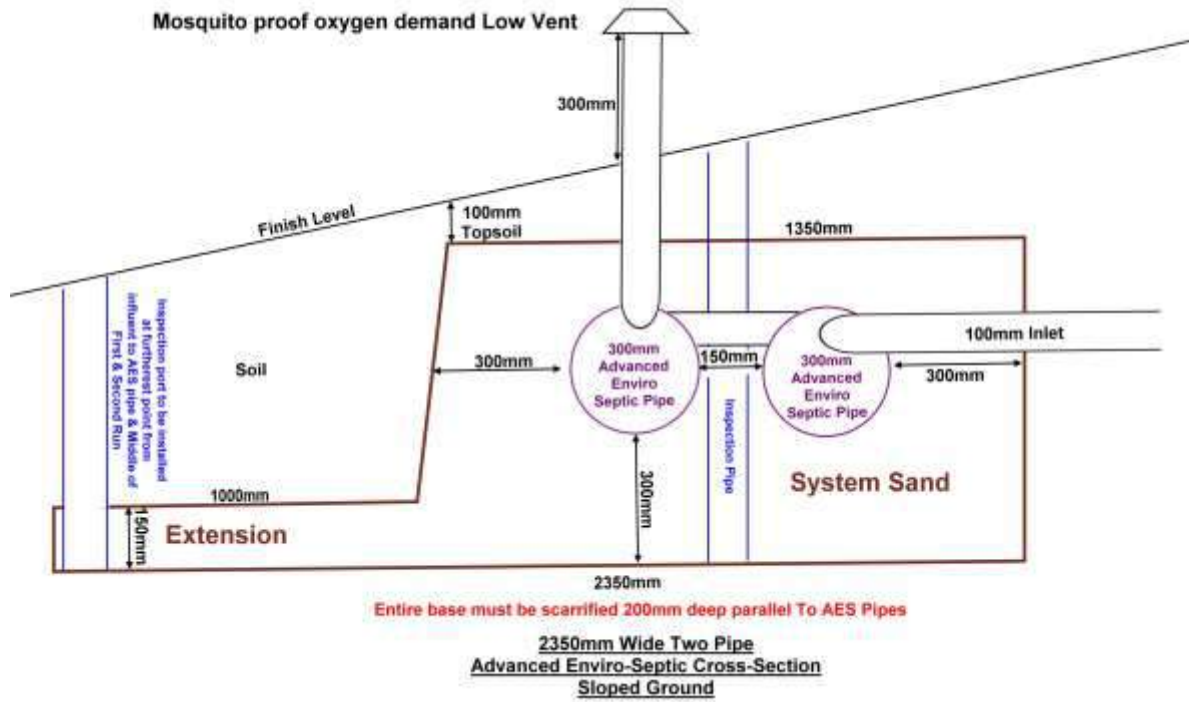 Mosquito proof oxygen demand Low Vent
300mm
Finish Level
100mm
Topsoil
1350mm
Inspection port to be installed
at furtherest point from
influent to AES pipe & Middle of
First & Second Run
Soil
300mm
300mm
Advanced
Enviro
Septic Pipe
150mm
300mm
Advanced
Enviro
Septic Pipe
100mm Inlet
300mm
Inspection Pipe
300mm
System Sand
1000mm
150mm
Extension
2350mm
Entire base must be scarrified 200mm deep parallel To AES Pipes
2350mm Wide Two Pipe
Advanced Enviro-Septic Cross-Section
Sloped Ground